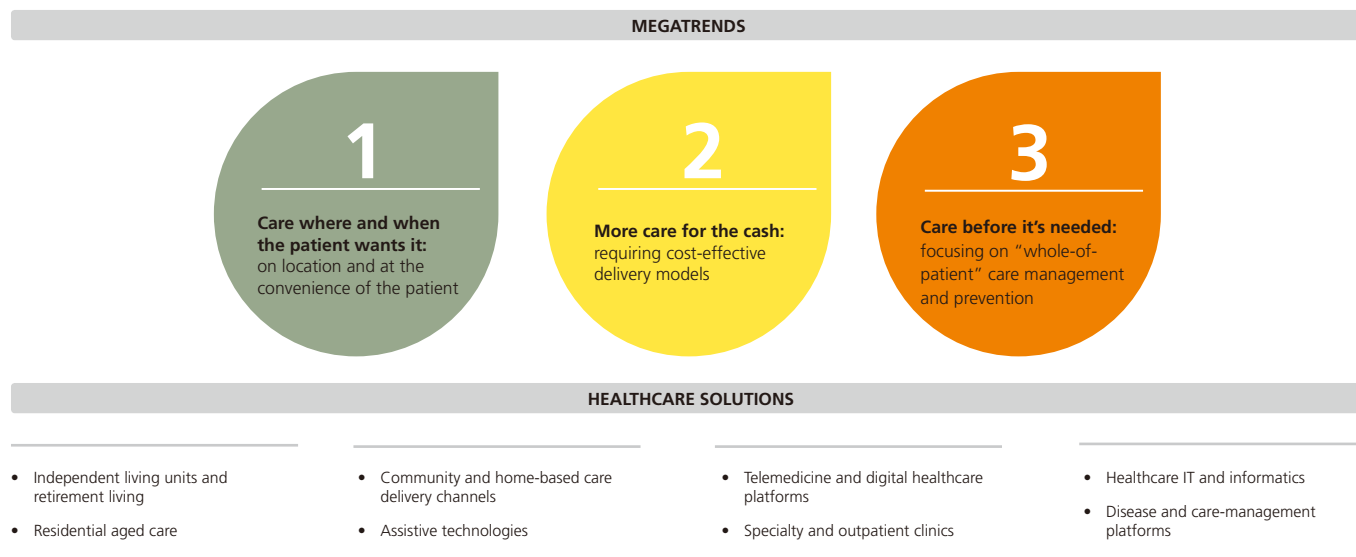 MEGATRENDS
1
Care where and when
the patient wants it:
on location and at the
convenience of the patient
2
More care for the cash:
requiring cost-effective
delivery models
3
Care before it's needed:
focusing on “whole-of-
patient” care management
and prevention
HEALTHCARE SOLUTIONS
• Independent living units and
retirement living
• Residential aged care
• Community and home-based care
delivery channels
• Assistive technologies
• Telemedicine and digital healthcare
platforms
• Specialty and outpatient clinics
• Healthcare IT and informatics
• Disease and care-management
platforms